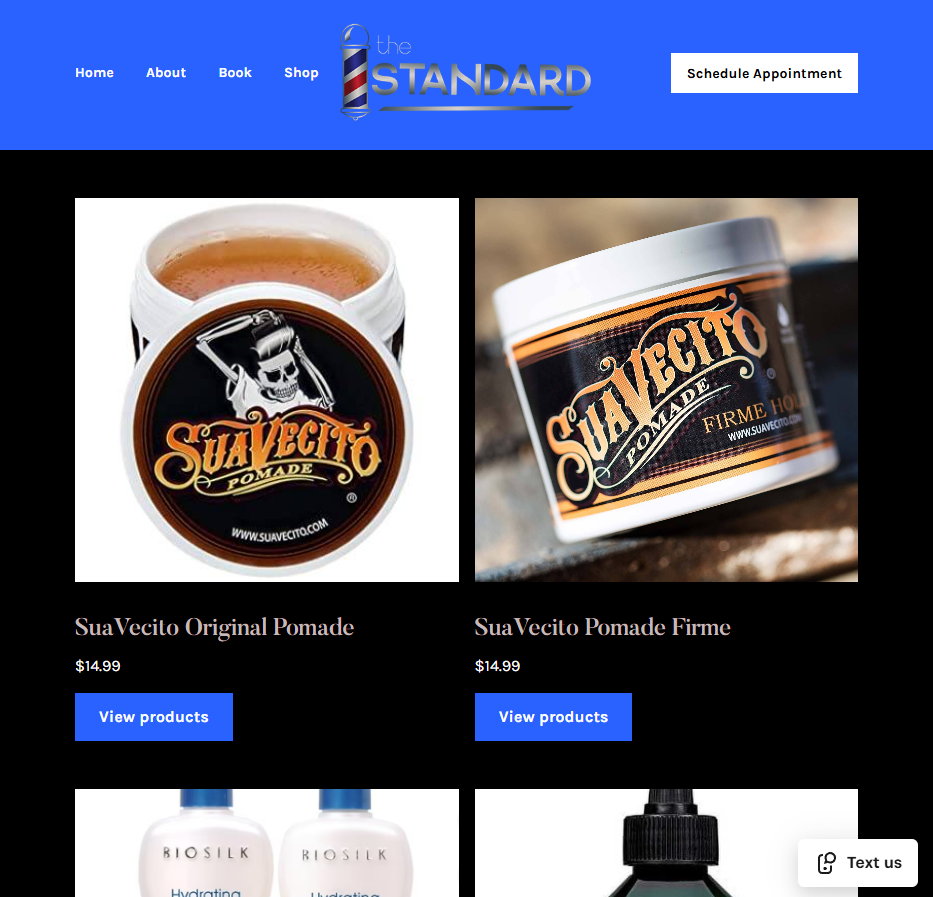 Home
About
Book
Shop
the
STANDARD
Schedule Appointment
SUAVECITO
POMADE
®
WWW.SUAVECITO.COM
SUAVECITO
POMADE
®
FIRME HOLD
WWW.SUAVECITO.COM
SuaVecito Original Pomade
$14.99
View products
SuaVecito Pomade Firme
$14.99
View products
BIOSILK
Hydrating
BIOSILK
Hydrating
Text us